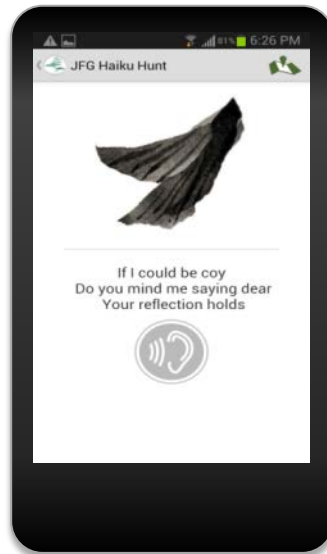 81% 6:26 PM
JFG Haiku Hunt
If I could be coy
Do you mind me saying dear
Your reflection holds